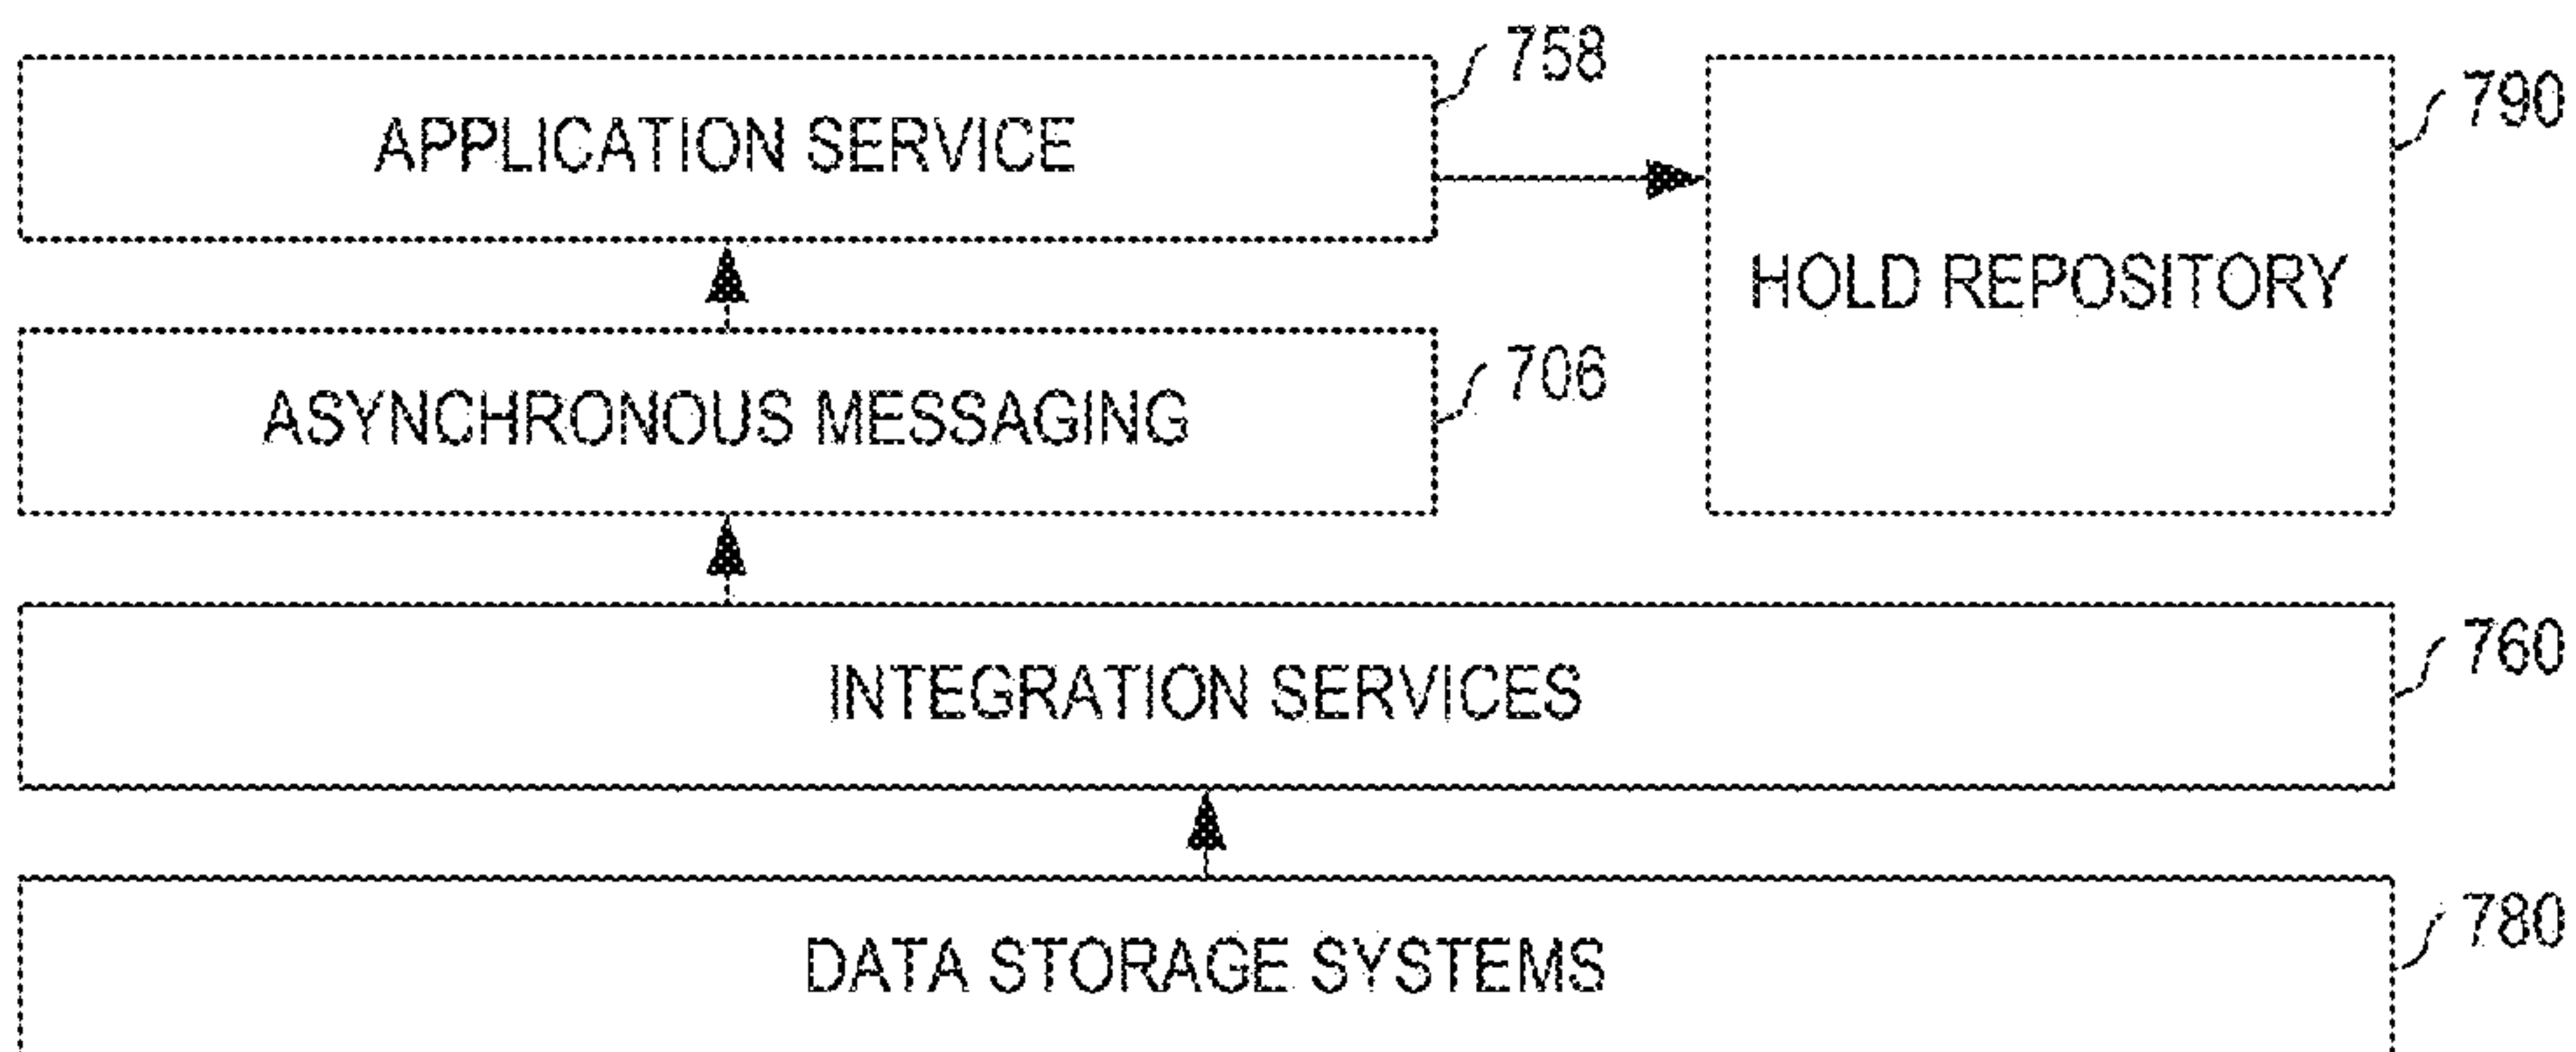 758
790
APPLICATION SERVICE
HOLD REPOSITORY
706
ASYNCHRONOUS MESSAGING
760
INTEGRATION SERVICES
780
DATA STORAGE SYSTEMS